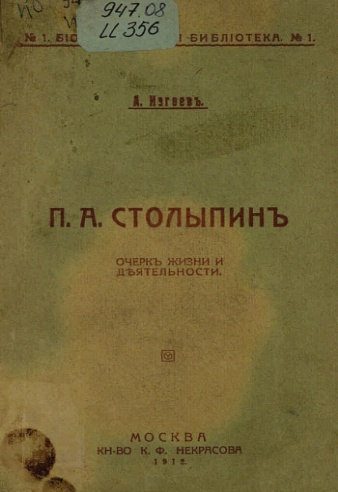 947.08
Ц 356
№ 1. БІО БИБЛІОТЕКА. № 1.
А. Изгоевъ.
П. А. СТОЛЫПИНЪ
ОЧЕРКЪ ЖИЗНИ И
ДѢЯТЕЛЬНОСТИ.
МОСКВА
КН-ВО К. Ф. НЕКРАСОВА
1912.